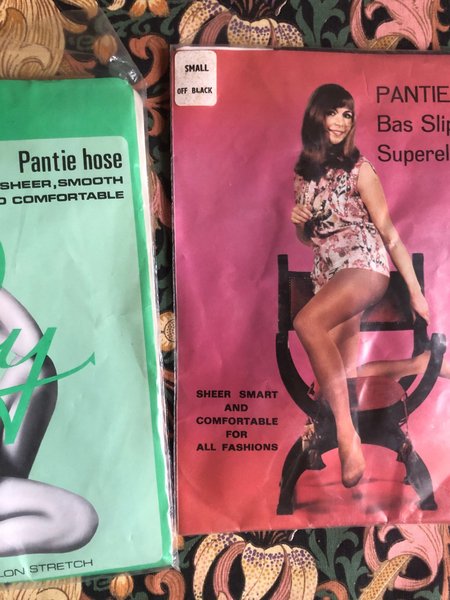 Pantie hose
SHEER, SMOOTH
COMFORTABLE
y
STRETCH
SMALL
OFF BLACK
PANTIE
Bas Slip
Superel
SHEER SMART
AND
COMFORTABLE
FOR
ALL FASHIONS